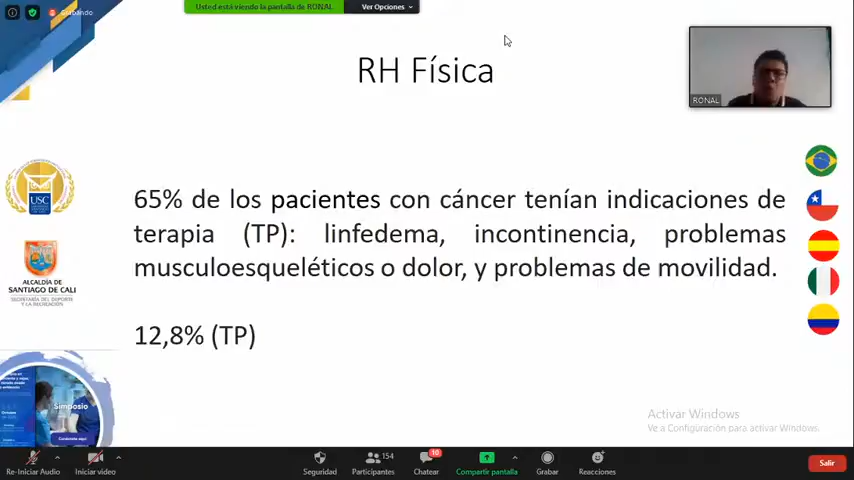 Grabando
Usted está viendo la pantalla de RONAL
Ver Opciones
RH Física
RONAL
65% de los pacientes con cáncer tenían indicaciones de
terapia (TP): linfedema, incontinencia, problemas
musculoesqueléticos o dolor, y problemas de movilidad.
12,8% (TP)
USC
ALCALDÍA DE
SANTIAGO DE CALI
SECRETARÍA DEL DEPORTE
Y LA RECREACIÓN
Simposio
Activar Windows
Ve a Configuración para activar Windows.
Re-Iniciar Audio
Iniciar video
Seguridad
154
Participantes
10
Chatear
Compartir pantalla
Grabar
Reacciones
Salir